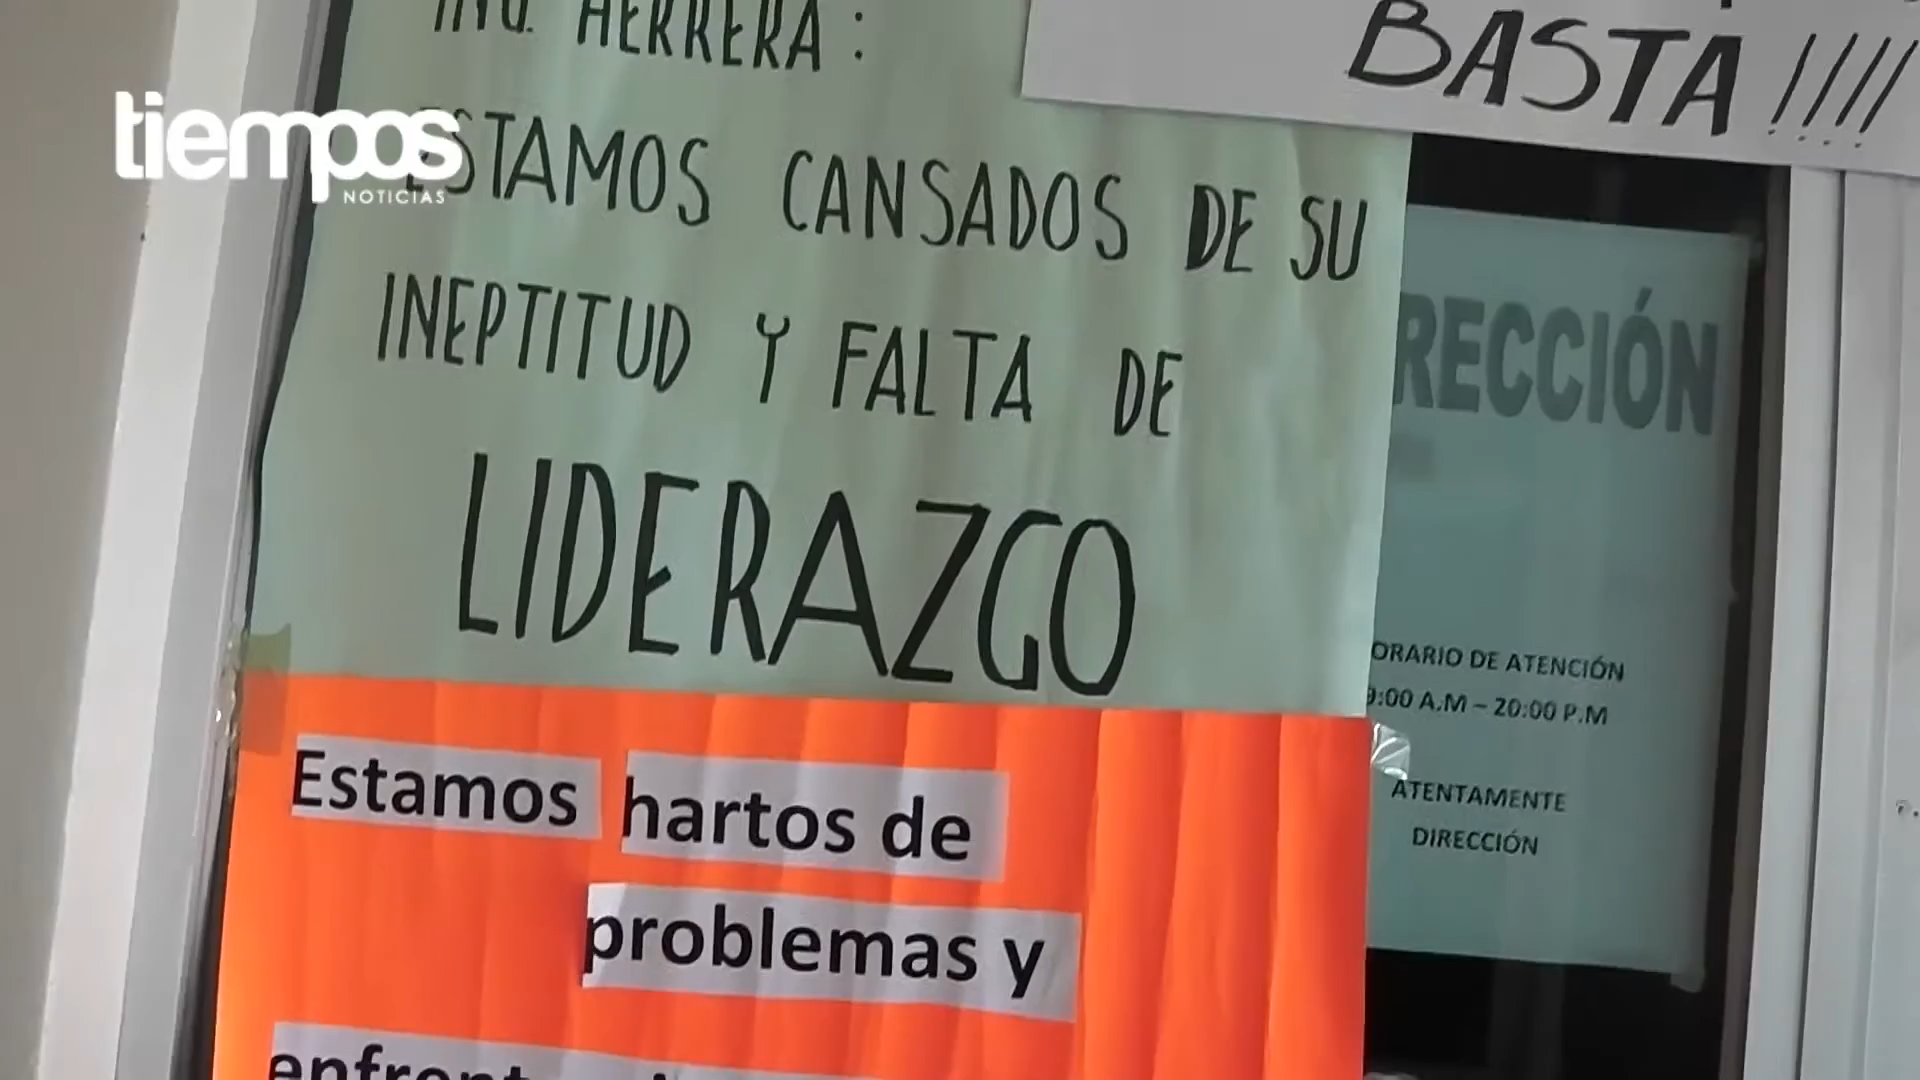 ING. HERRERA:
BASTA !!!!
tiempos
NOTICIAS
ESTAMOS CANSADOS DE SU
INEPTITUD Y FALTA DE
LIDERAZGO
RECCIÓN
ORARIO DE ATENCIÓN
9:00 A.M – 20:00 P.M
ATENTAMENTE
DIRECCIÓN
Estamos hartos de
problemas y